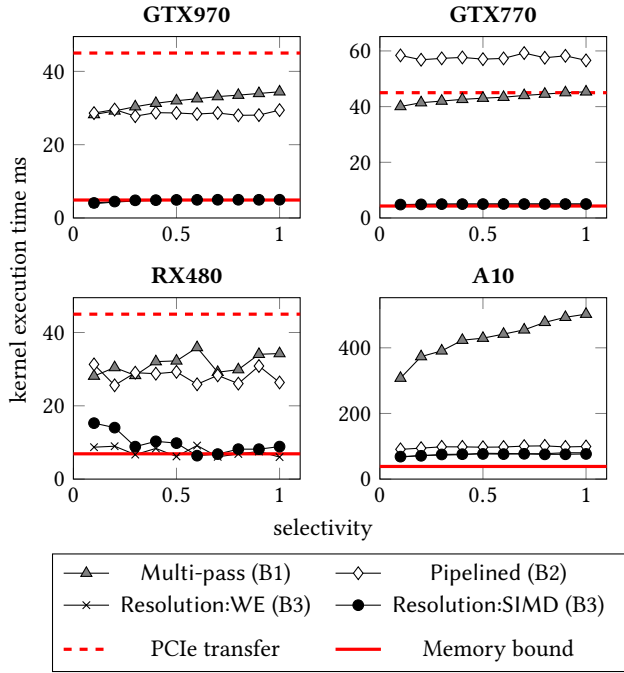 GTX970
GTX770
40
20
0
0
0.5
1
60
40
20
0
0
0.5
1
kernel execution time ms
RX480
A10
40
20
0
0
0.5
1
400
200
0
0
0.5
1
selectivity
Multi-pass (B1)
Pipelined (B2)
Resolution:WE (B3)
Resolution:SIMD (B3)
PCIe transfer
Memory bound